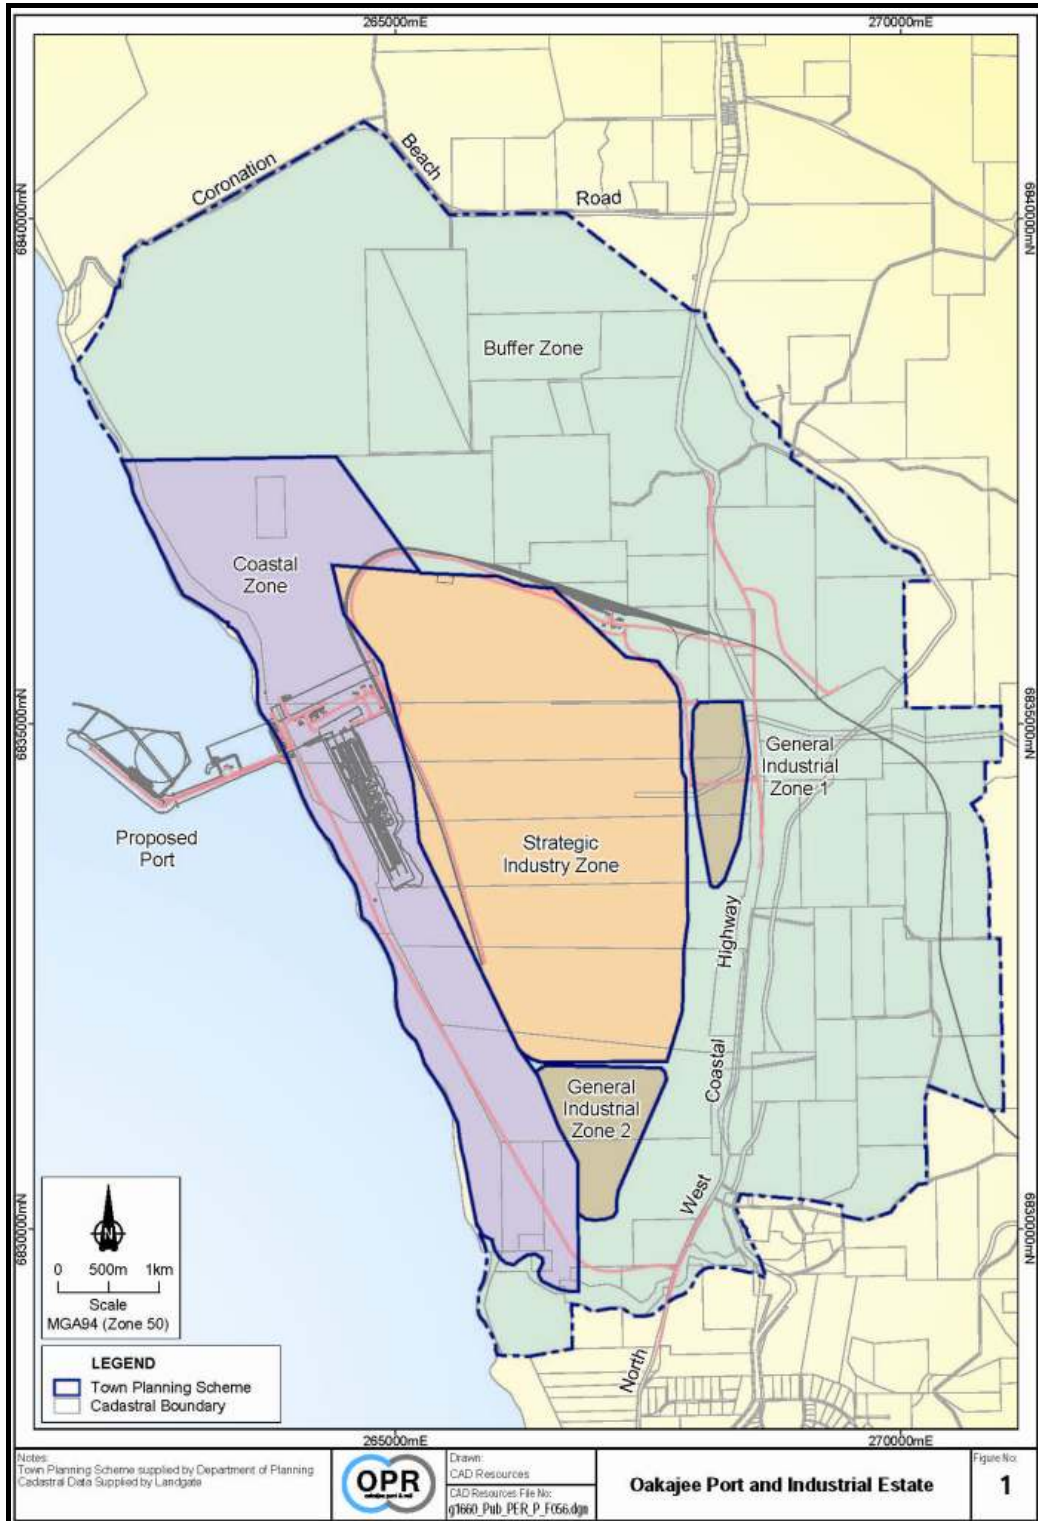 265000mE
270000mE
Coronation
Beach
Road
6840000mN
6840000mN
Buffer Zone
Coastal
Zone
6835000mN
6835000mN
General
Industrial
Zone 1
Proposed
Port
Strategic
Industry Zone
Highway
Coastal
General
Industrial
Zone 2
West
6830000mN
6830000mN
North
N
0 500m 1km
Scale
MGA94 (Zone 50)
LEGEND
Town Planning Scheme
Cadastral Boundary
265000mE
270000mE
Notes:
Town Planning Scheme supplied by Department of Planning
Cadastral Data Supplied by Landgate
OPR
oakajee port & rail
Drawn:
CAD Resources
CAD Resources File No:
g1660_Pub_PER_P_F056.dgn
Oakajee Port and Industrial Estate
Figure No:
1